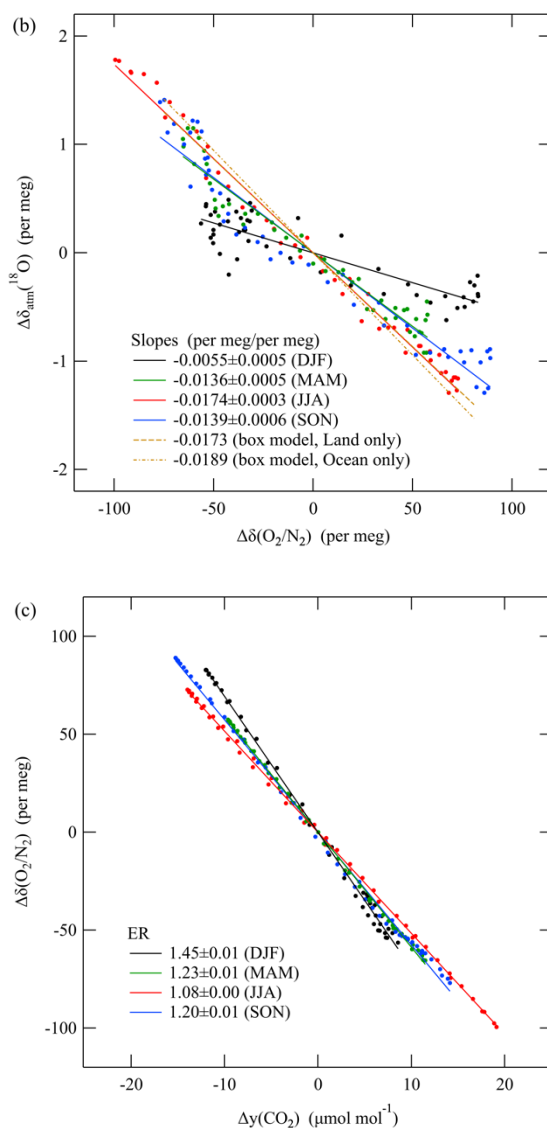 (b)
2
1
0
-1
-2
Δδatm(¹⁸O) (per meg)
Slopes (per meg/per meg)
-0.0055±0.0005 (DJF)
-0.0136±0.0005 (MAM)
-0.0174±0.0003 (JJA)
-0.0139±0.0006 (SON)
-0.0173 (box model, Land only)
-0.0189 (box model, Ocean only)
-100 -50 0 50 100
Δδ(O₂/N₂) (per meg)
(c)
100
50
0
-50
-100
Δδ(O₂/N₂) (per meg)
ER
1.45±0.01 (DJF)
1.23±0.01 (MAM)
1.08±0.00 (JJA)
1.20±0.01 (SON)
-20 -10 0 10 20
Δy(CO₂) (μmol mol⁻¹)